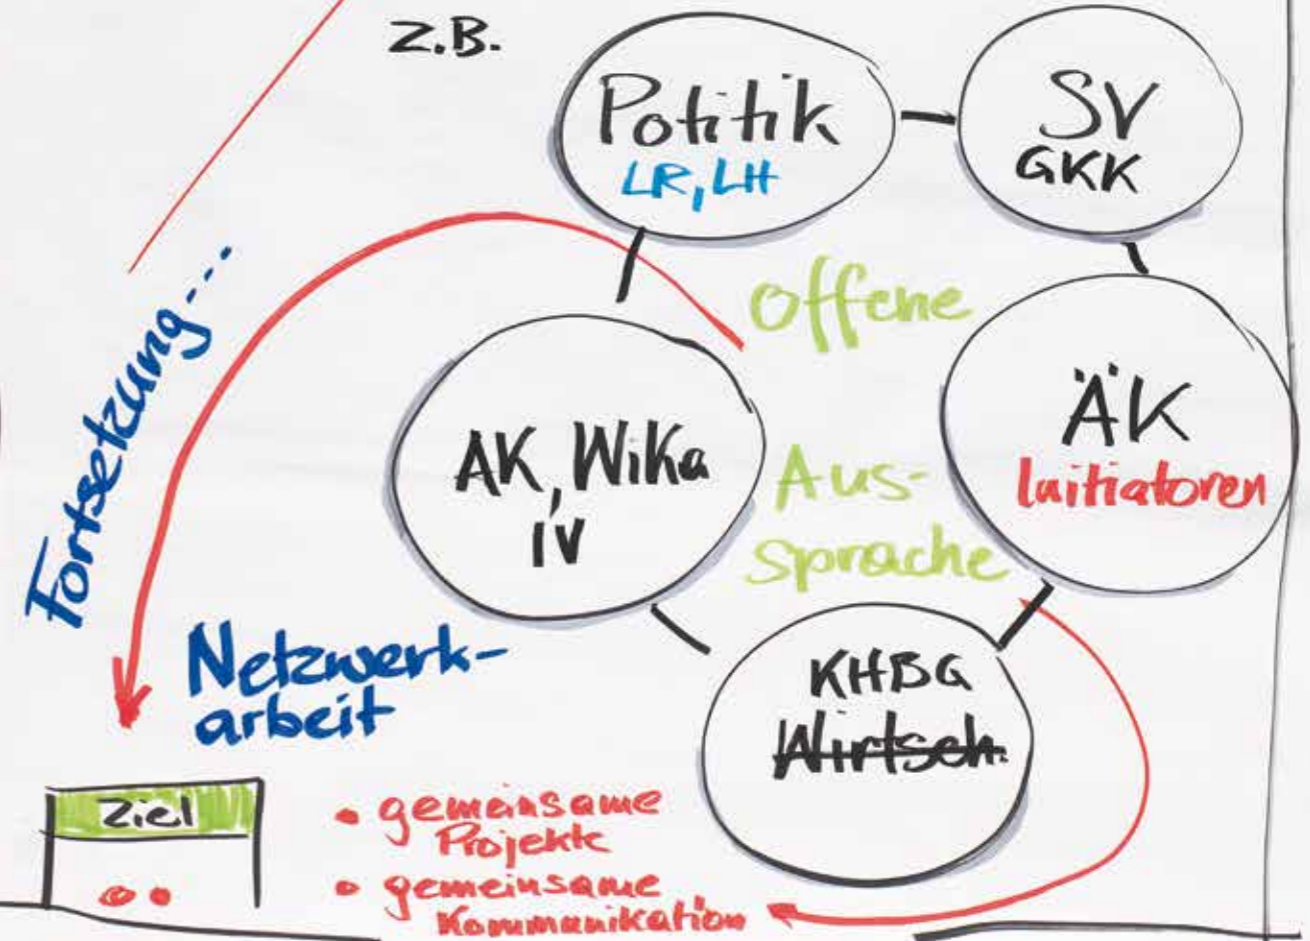 z.B.
Politik
LR, LH
SV
GKK
Offene
Aus-
sprache
ÄK
Initiatoren
AK, WiKa
IV
KHBG
Wirtsch.
Fortsetzung...
Netzwerk-
arbeit
Ziel
• gemeinsame
Projekte
• gemeinsame
Kommunikation